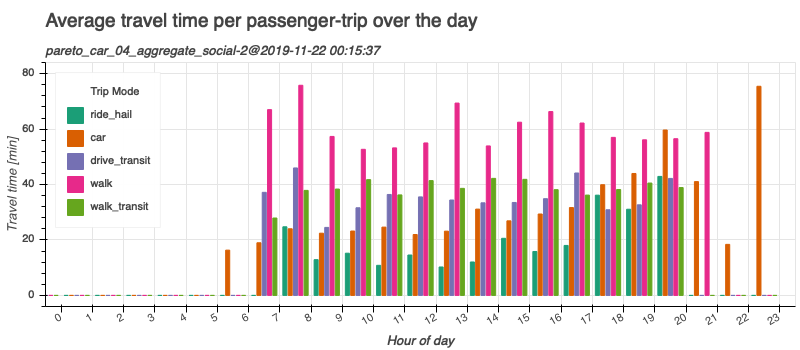 Average travel time per passenger-trip over the day
pareto_car_04_aggregate_social-2@2019-11-22 00:15:37
Trip Mode
ride_hail
car
drive_transit
walk
walk_transit
Travel time [min]
80
60
40
20
0
0 1 2 3 4 5 6 7 8 9 10 11 12 13 14 15 16 17 18 19 20 21 22 23
Hour of day